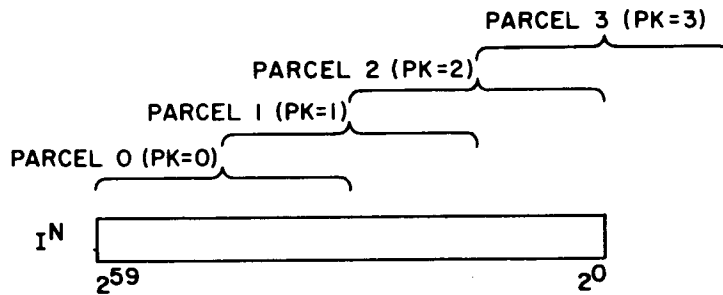 PARCEL 3 (PK=3)
PARCEL 2 (PK=2)
PARCEL 1 (PK=1)
PARCEL 0 (PK=0)
I^N
2^59 2^0